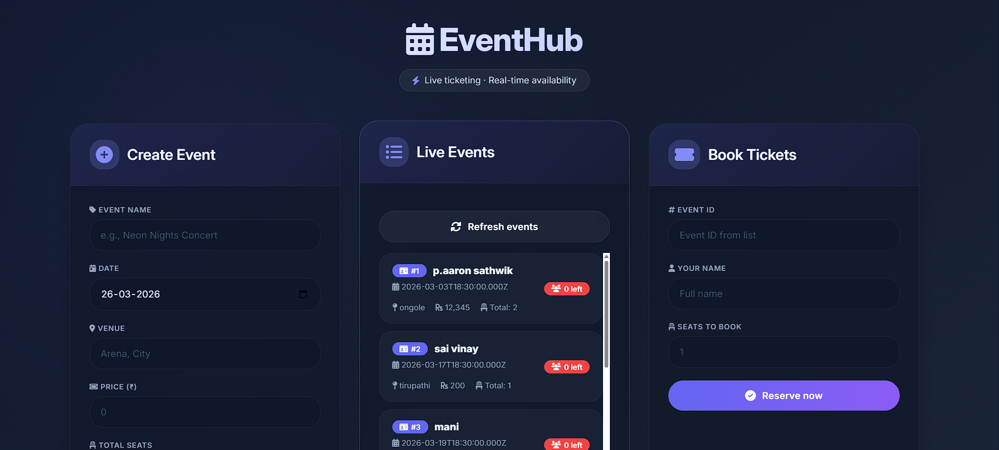 EventHub
Live ticketing · Real-time availability
Create Event
EVENT NAME
e.g., Neon Nights Concert
DATE
26-03-2026
VENUE
Arena, City
PRICE (₹)
0
TOTAL SEATS
Live Events
Refresh events
#1 p.aaron sathwik
2026-03-03T18:30:00.000Z
0 left
ongole ₨ 12,345 Total: 2
#2 sai vinay
2026-03-17T18:30:00.000Z
0 left
tirupathi ₨ 200 Total: 1
#3 mani
2026-03-19T18:30:00.000Z
0 left
Book Tickets
# EVENT ID
Event ID from list
YOUR NAME
Full name
SEATS TO BOOK
1
Reserve now